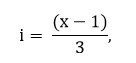 i = (x − 1)/3,